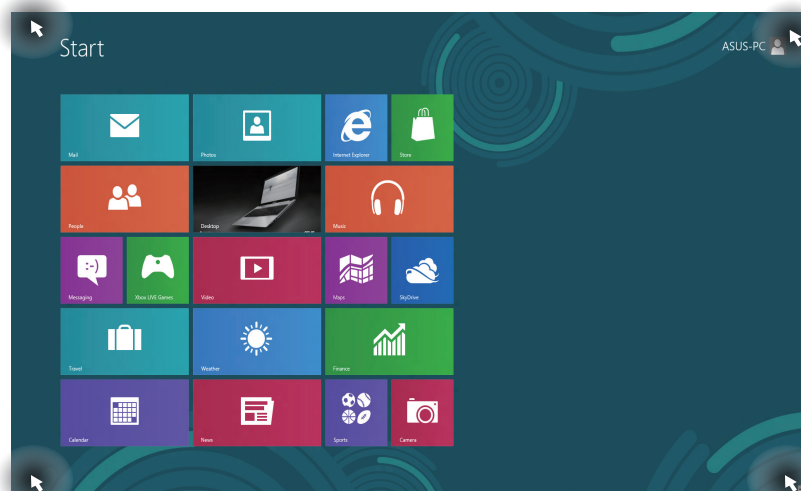 Start
ASUS-PC
Mail
Photos
Internet Explorer
Store
People
Desktop
Music
Messaging
Xbox LIVE Games
Video
Maps
SkyDrive
Travel
Weather
Finance
Calendar
News
Sports
Camera